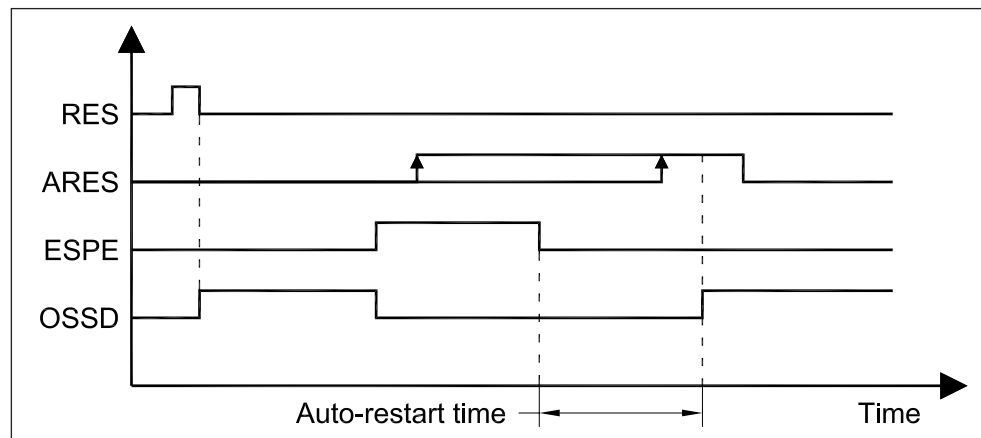 RES
ARES
ESPE
OSSD
Auto-restart time
Time